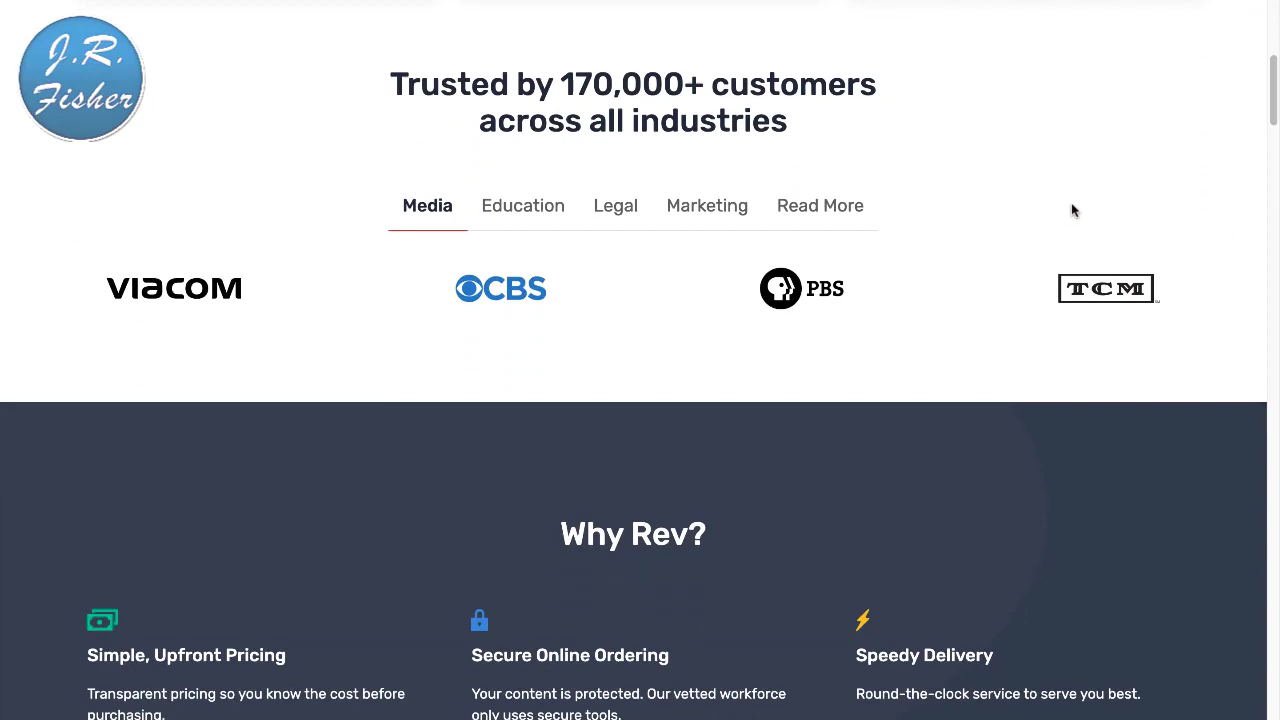 J.R.
Fisher
Trusted by 170,000+ customers
across all industries
Media Education Legal Marketing Read More
VIACOM CBS PBS TCM
Why Rev?
Simple, Upfront Pricing Secure Online Ordering Speedy Delivery
Transparent pricing so you know the cost before Your content is protected. Our vetted workforce Round-the-clock service to serve you best.
purchasing. only uses secure tools.